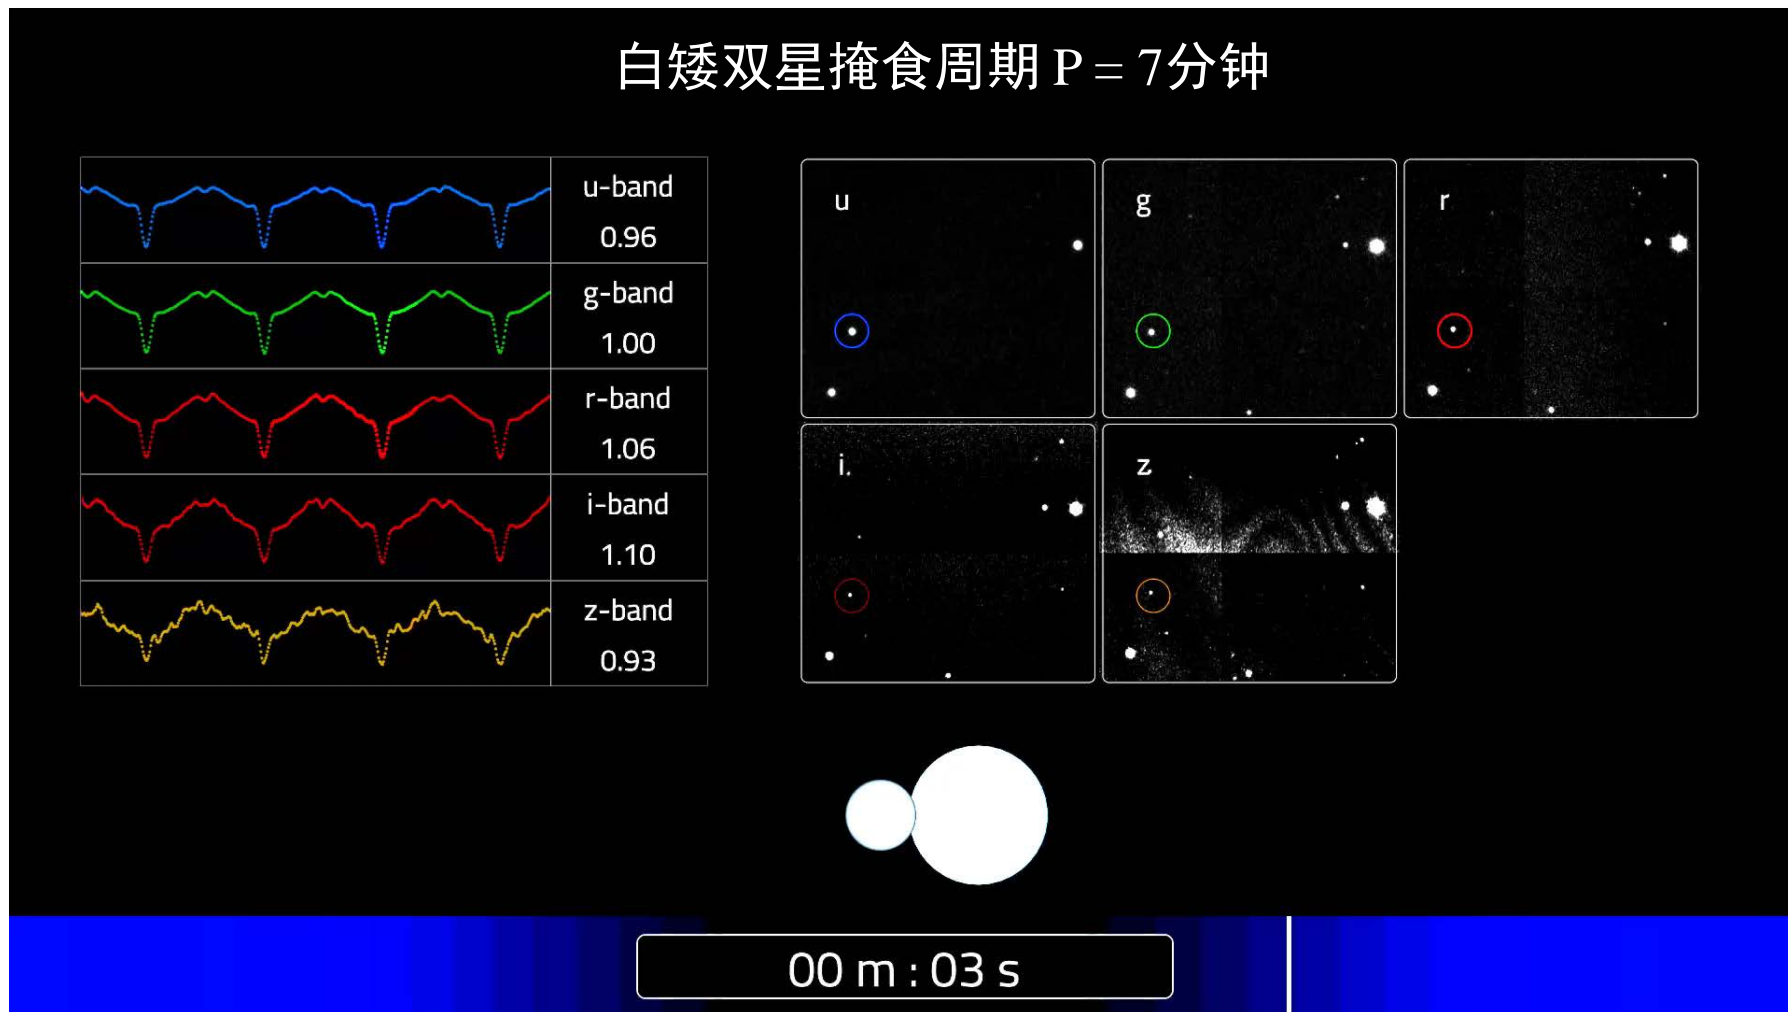 白矮双星掩食周期 P = 7分钟
u-band
0.96
g-band
1.00
r-band
1.06
i-band
1.10
z-band
0.93
u
g
r
i
z
00 m : 03 s